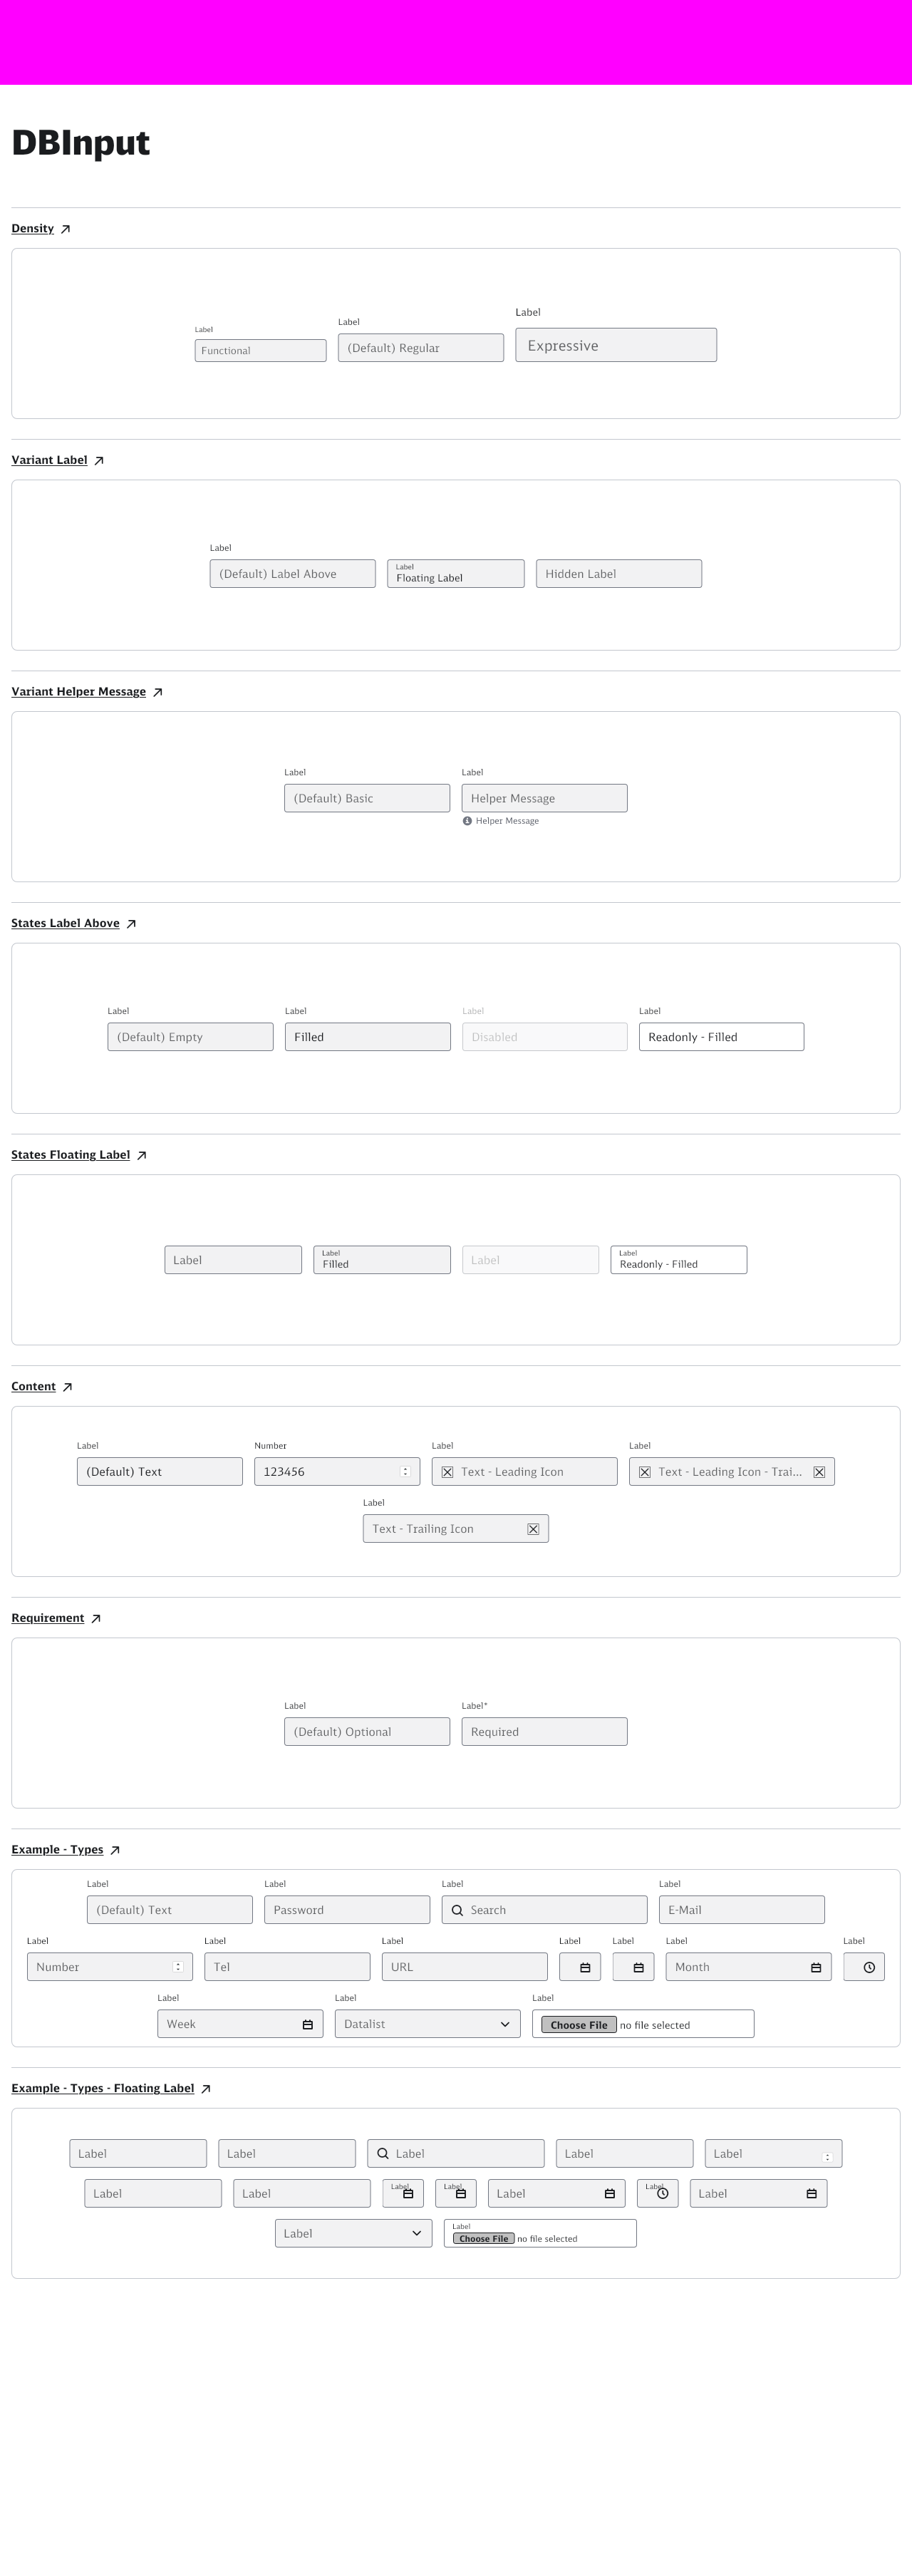 DBInput
Density
Label
Functional
Label
(Default) Regular
Label
Expressive
Variant Label
Label
(Default) Label Above
Label
Floating Label
Hidden Label
Variant Helper Message
Label
(Default) Basic
Label
Helper Message
Helper Message
States Label Above
Label
(Default) Empty
Label
Filled
Label
Disabled
Label
Readonly - Filled
States Floating Label
Label
Label
Filled
Label
Label
Readonly - Filled
Content
Label
(Default) Text
Number
123456
Label
Text - Leading Icon
Label
Text - Leading Icon - Trai...
Label
Text - Trailing Icon
Requirement
Label
(Default) Optional
Label*
Required
Example - Types
Label
(Default) Text
Label
Password
Label
Search
Label
E-Mail
Label
Number
Label
Tel
Label
URL
Label
Label
Label
Month
Label
Label
Week
Label
Datalist
Label
Choose File no file selected
Example - Types - Floating Label
Label
Label
Label
Label
Label
Label
Label
Label
Label
Label
Label
Label
Label
Label
Choose File no file selected